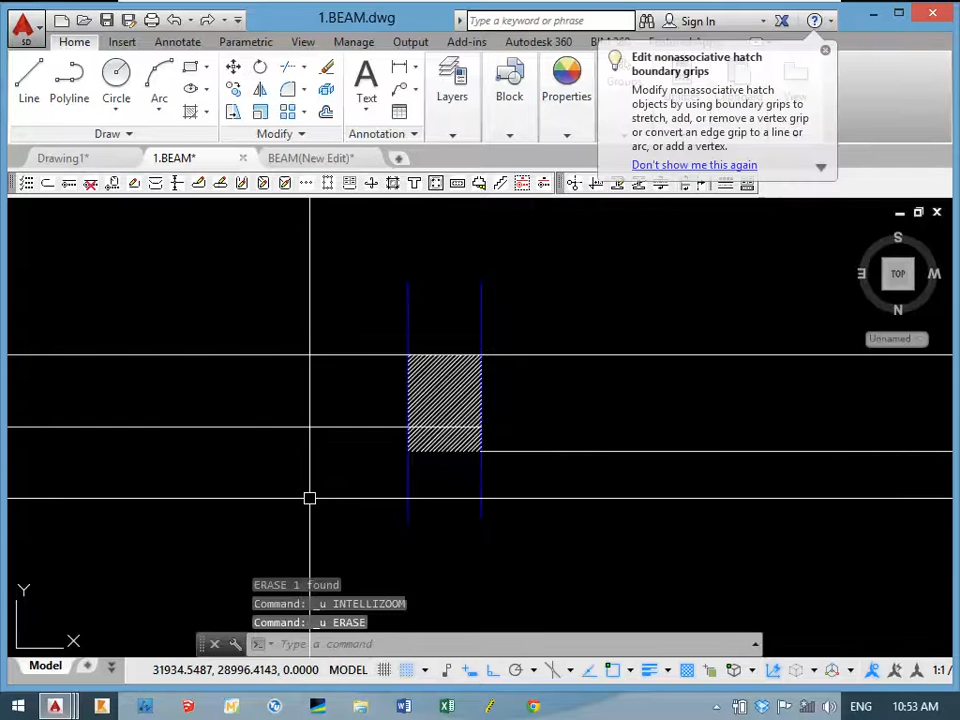 1.BEAM.dwg
Type a keyword or phrase
Sign In
SD
Home
Insert
Annotate
Parametric
View
Manage
Output
Add-ins
Autodesk 360
Line
Polyline
Circle
Arc
Text
Layers
Block
Properties
Draw
Modify
Annotation
Edit nonassociative hatch
boundary grips
Modify nonassociative hatch
objects by using boundary grips to
stretch, add, or remove a vertex grip
or convert an edge grip to a line or
arc, or add a vertex.
Don't show me this again
Drawing1*
1.BEAM*
BEAM(New Edit)*
S
E
TOP
W
N
Unnamed
Y
X
ERASE 1 found
Command: _u INTELLIZOOM
Command: _u ERASE
Type a command
Model
31934.5487, 28996.4143, 0.0000
MODEL
1:1
ENG
10:53 AM